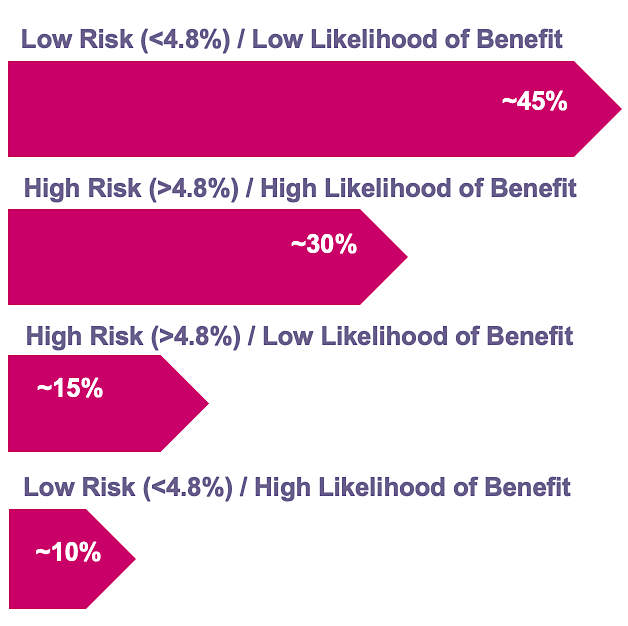 Low Risk (<4.8%) / Low Likelihood of Benefit
~45%
High Risk (>4.8%) / High Likelihood of Benefit
~30%
High Risk (>4.8%) / Low Likelihood of Benefit
~15%
Low Risk (<4.8%) / High Likelihood of Benefit
~10%